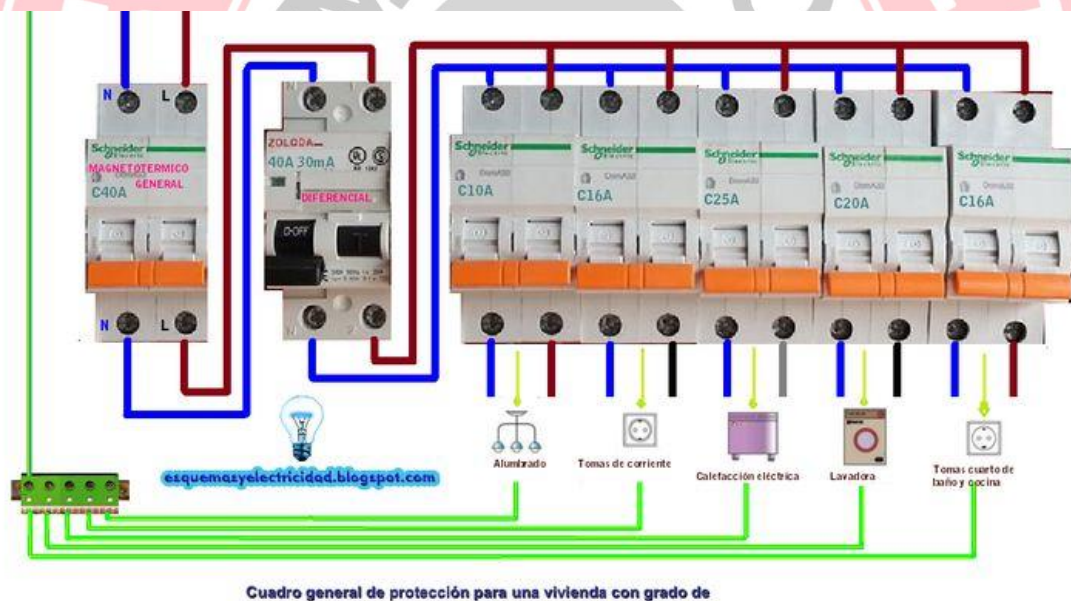 N L
Schneider
Electric
MAGNETOTERMICO
GENERAL
C40A
N L
ZOLODA
40A 30mA
DIFERENCIAL
0-OFF
N 2
Schneider
Electric
C10A
Schneider
Electric
C16A
Schneider
Electric
C25A
Schneider
Electric
C20A
Schneider
Electric
C16A
Alumbrado
Tomas de corriente
Calefacción eléctrica
Lavadora
Tomas cuarto de
baño y cocina
esquemasyelectricidad.blogspot.com
Cuadro general de protección para una vivienda con grado de